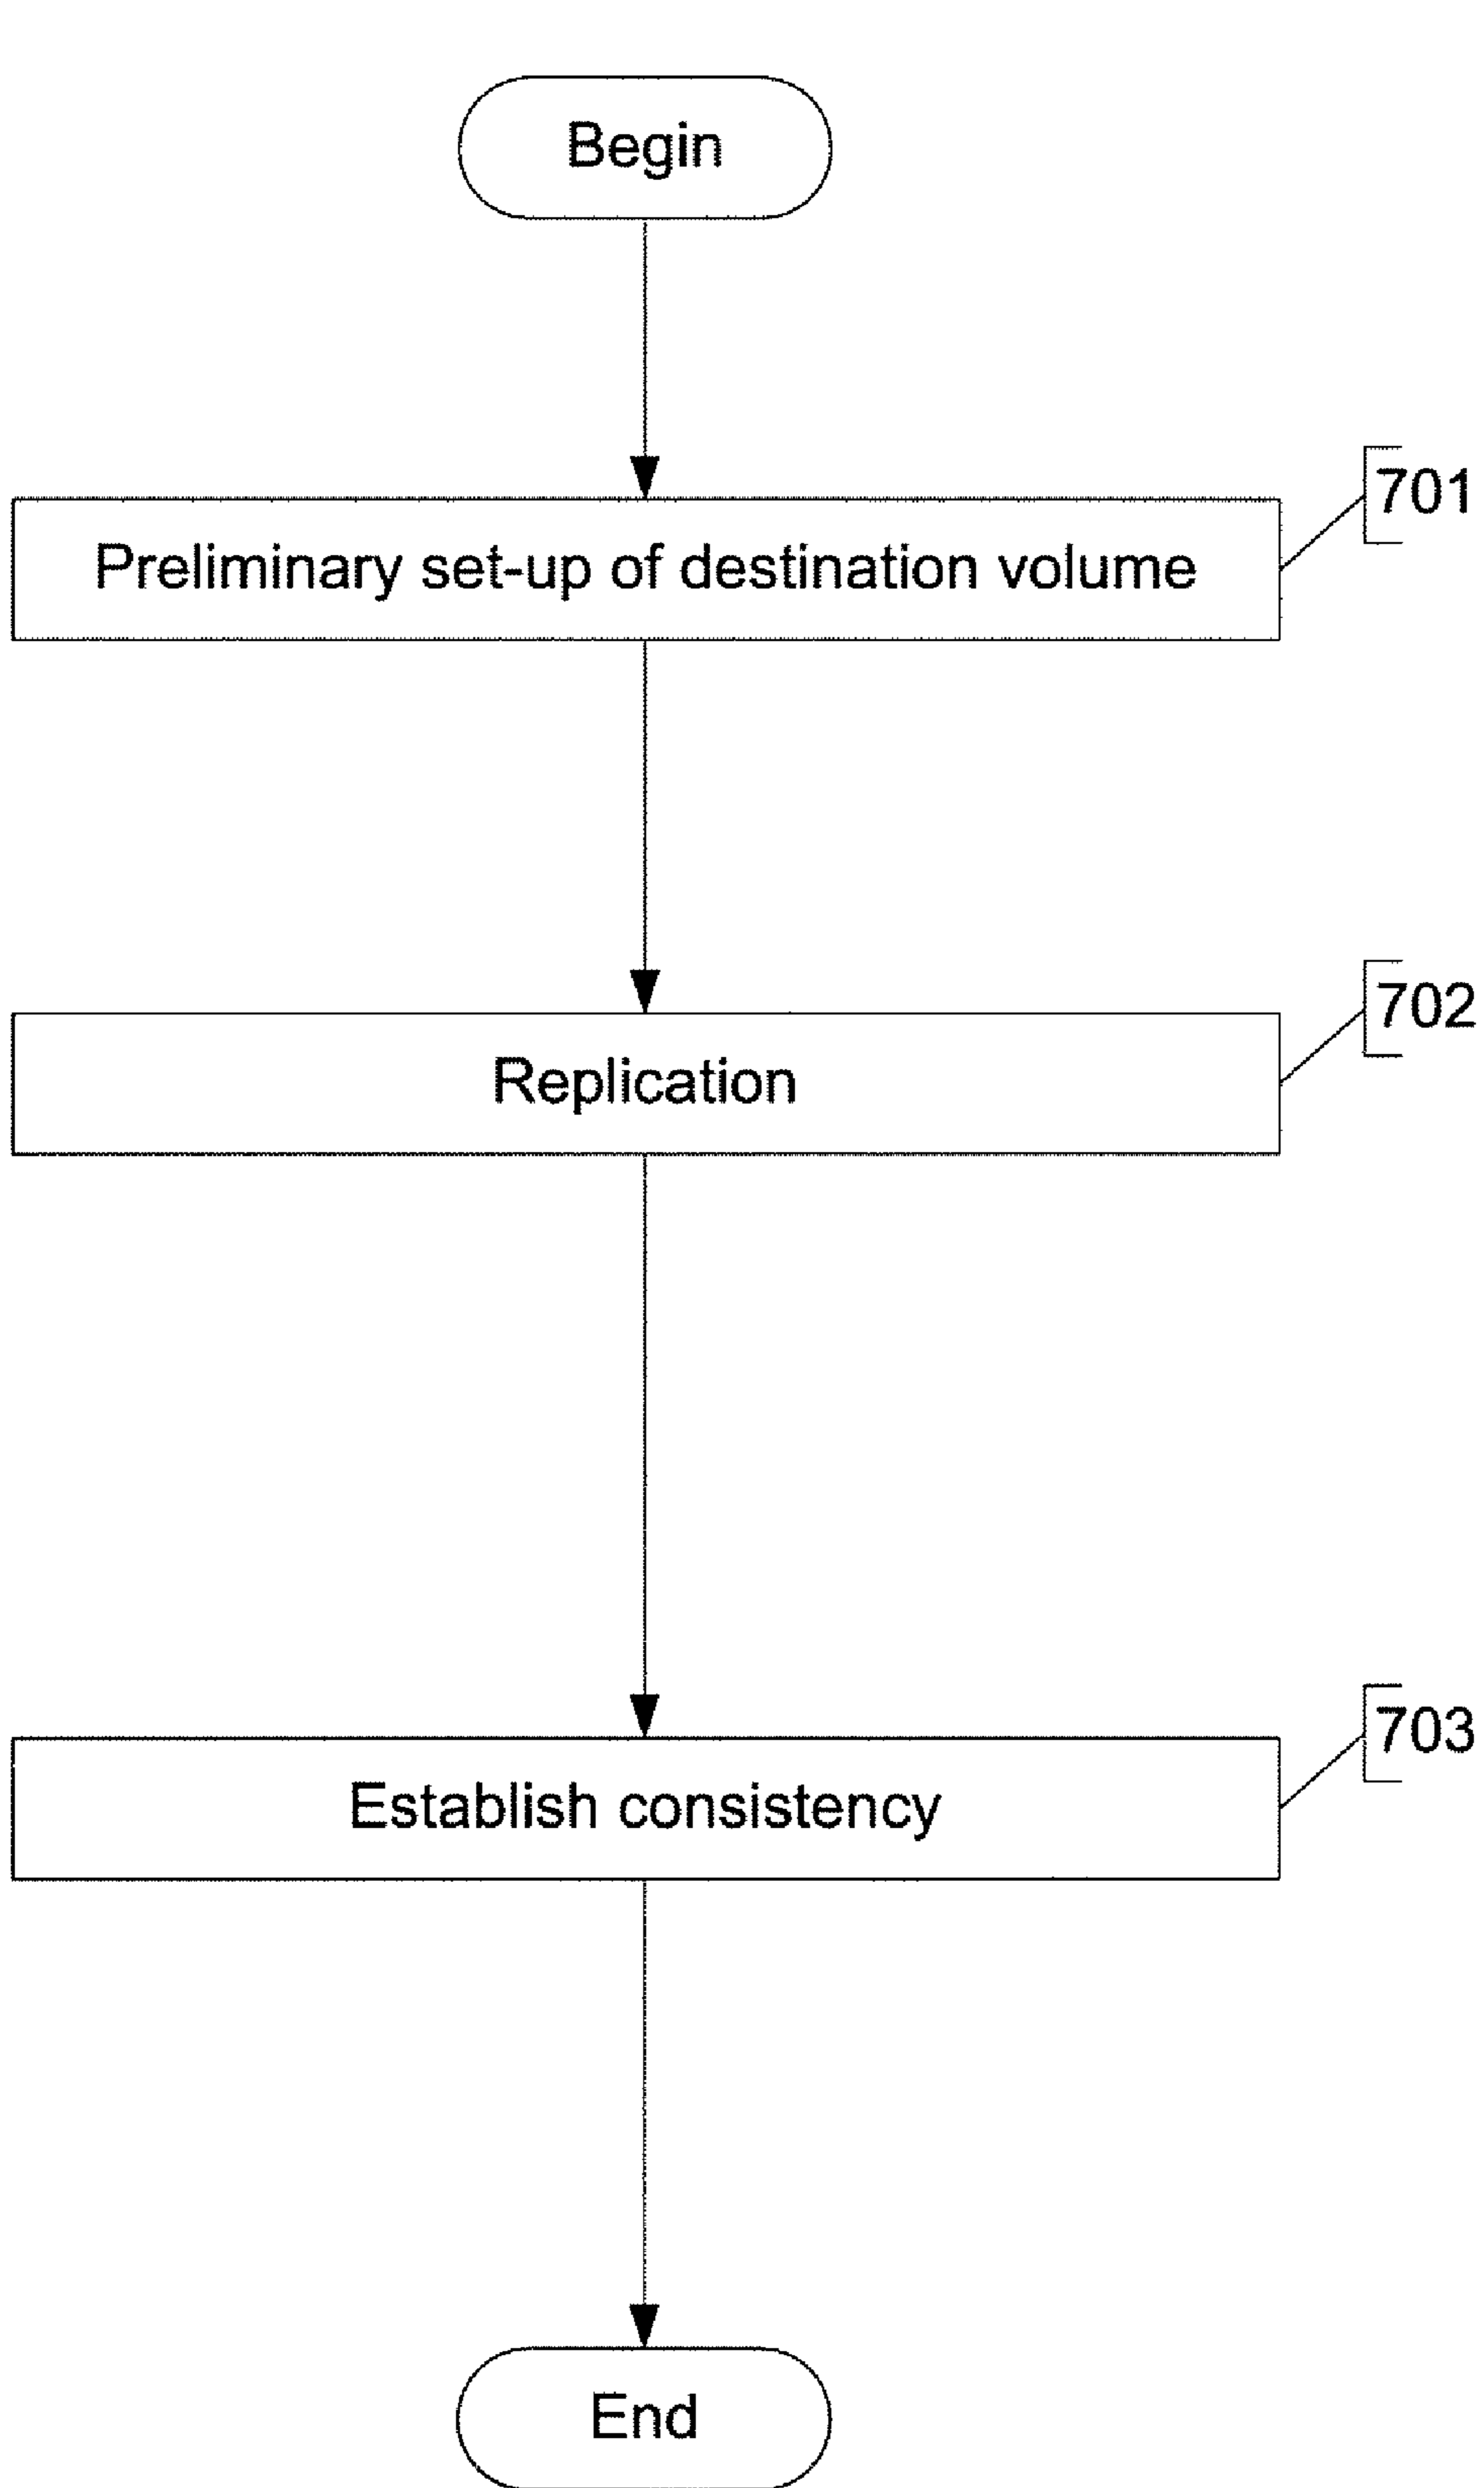 Begin
701
Preliminary set-up of destination volume
702
Replication
703
Establish consistency
End